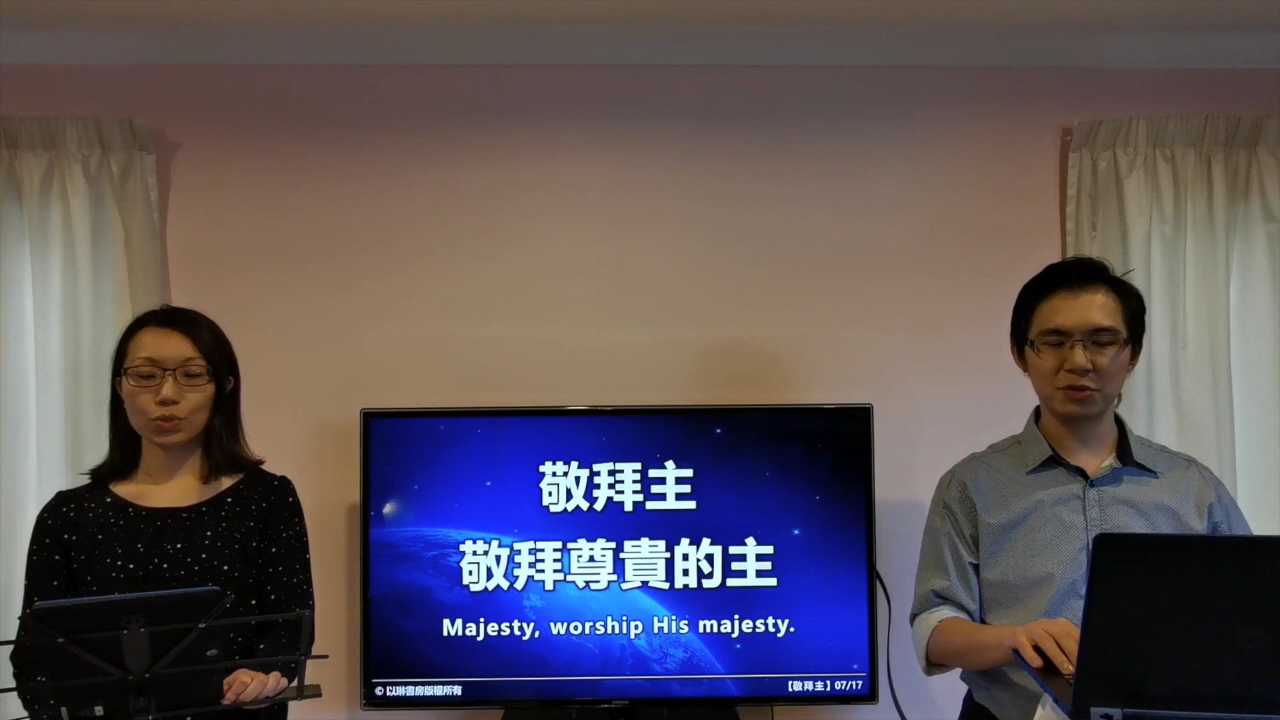 敬拜主
敬拜尊貴的主
Majesty, worship His majesty.
© 以琳書房版權所有
【敬拜主】07/17